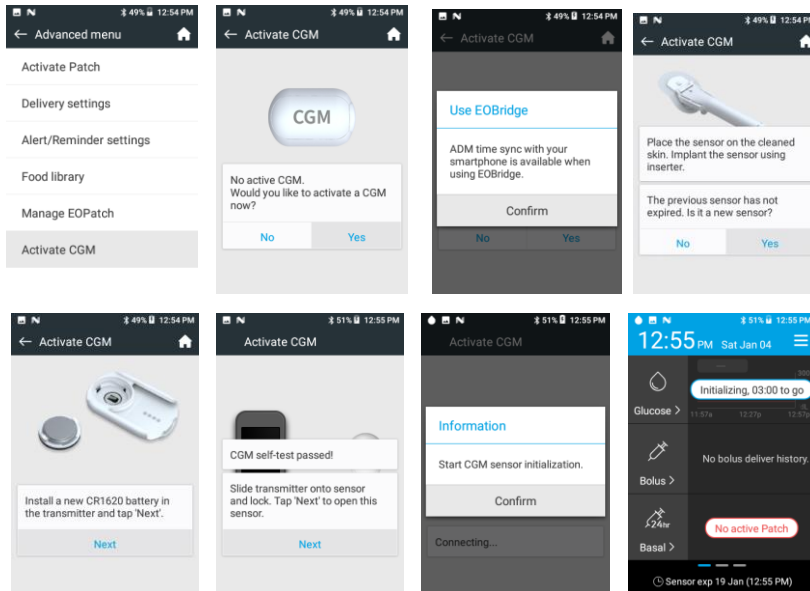 49% 12:54 PM
← Advanced menu
Activate Patch
Delivery settings
Alert/Reminder settings
Food library
Manage EOPatch
Activate CGM
49% 12:54 PM
← Activate CGM
CGM
No active CGM.
Would you like to activate a CGM
now?
No Yes
49% 12:54 PM
← Activate CGM
Use EOBridge
ADM time sync with your
smartphone is available when
using EOBridge.
Confirm
No Yes
49% 12:54 PM
← Activate CGM
Place the sensor on the cleaned
skin. Implant the sensor using
inserter.
The previous sensor has not
expired. Is it a new sensor?
No Yes
49% 12:54 PM
← Activate CGM
Install a new CR1620 battery in
the transmitter and tap 'Next'.
Next
51% 12:55 PM
Activate CGM
CGM self-test passed!
Slide transmitter onto sensor
and lock. Tap 'Next' to open this
sensor.
Next
51% 12:55 PM
Activate CGM
Information
Start CGM sensor initialization.
Confirm
Connecting...
51% 12:55 PM
12:55 PM Sat Jan 04
300
Initializing, 03:00 to go
Glucose >
11:57a 12:27p 12:57p
No bolus deliver history.
Bolus >
24hr
No active Patch
Basal >
Sensor exp 19 Jan (12:55 PM)